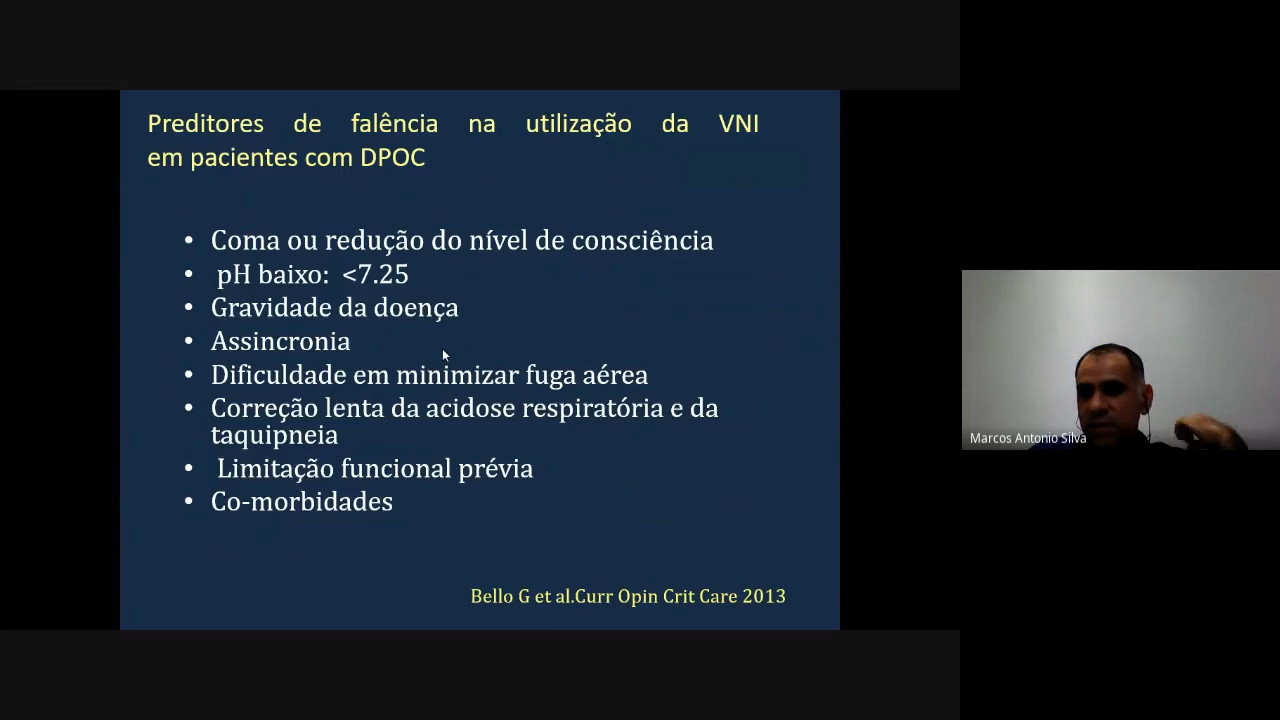 Preditores de falência na utilização da VNI
em pacientes com DPOC
• Coma ou redução do nível de consciência
• pH baixo: <7.25
• Gravidade da doença
• Assincronia
• Dificuldade em minimizar fuga aérea
• Correção lenta da acidose respiratória e da
taquipneia
• Limitação funcional prévia
• Co-morbidades
Bello G et al.Curr Opin Crit Care 2013
Marcos Antonio Silva